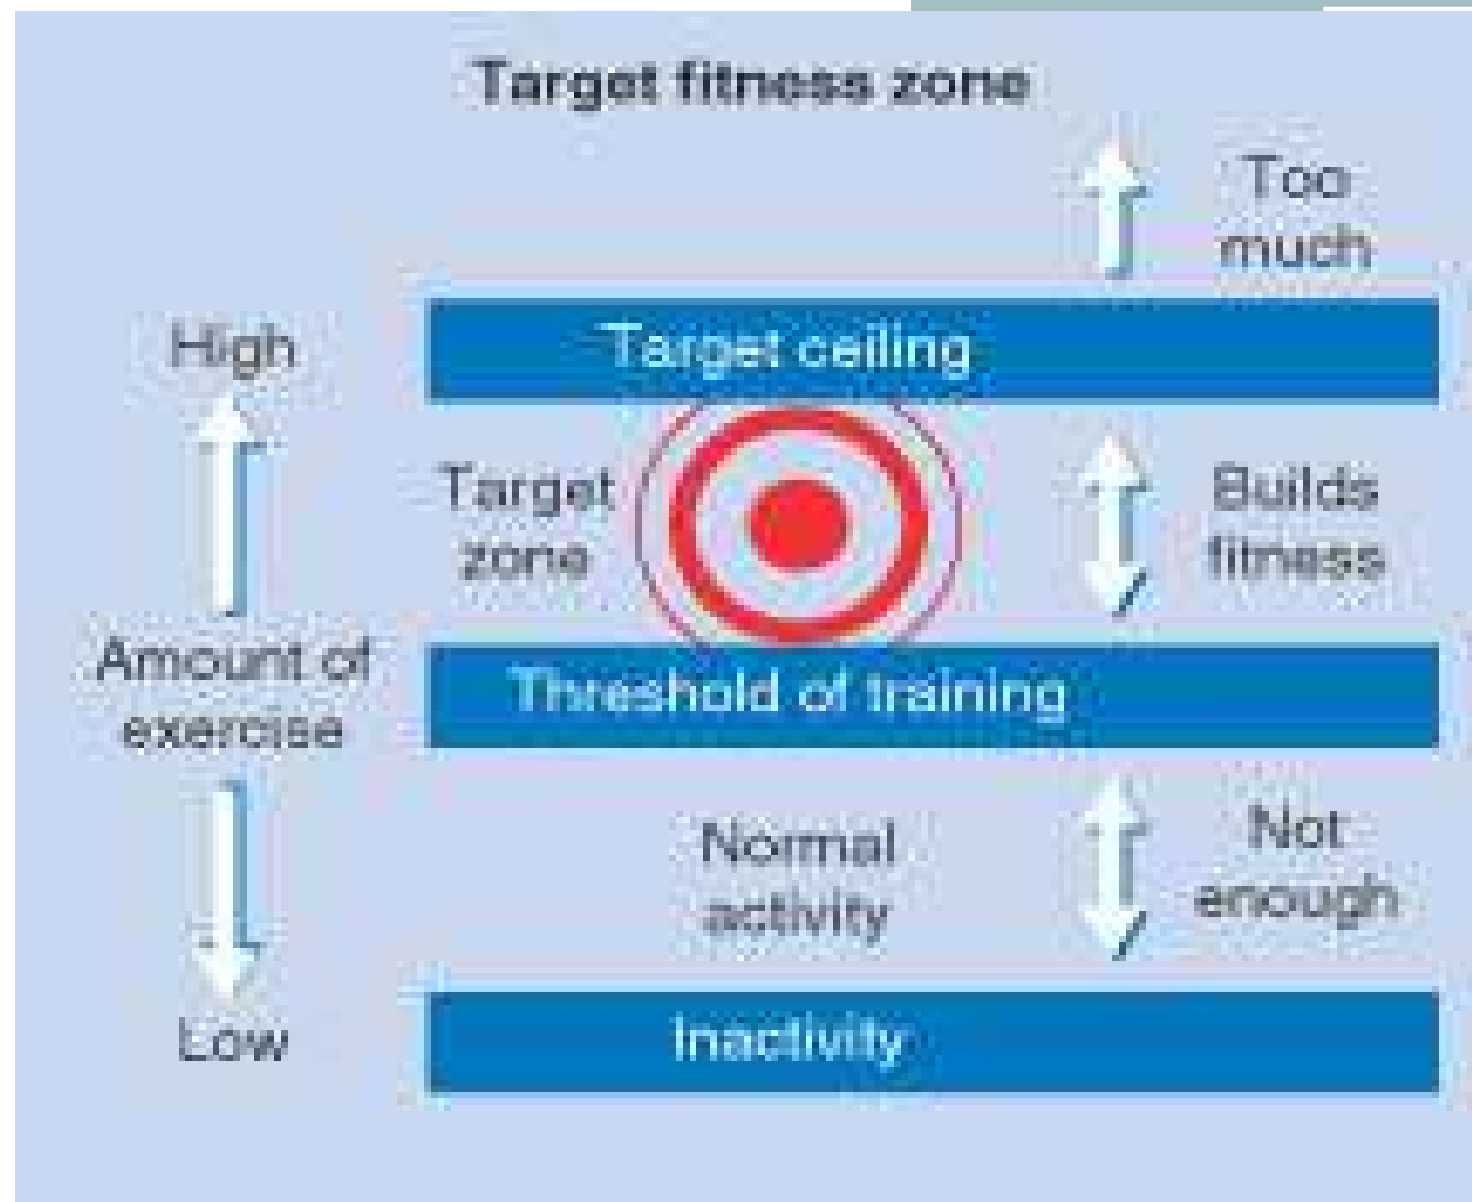 Target fitness zone
Too
much
High
Target ceiling
Target
zone
Builds
fitness
Amount of
exercise
Threshold of training
Normal
activity
Not
enough
Low
Inactivity